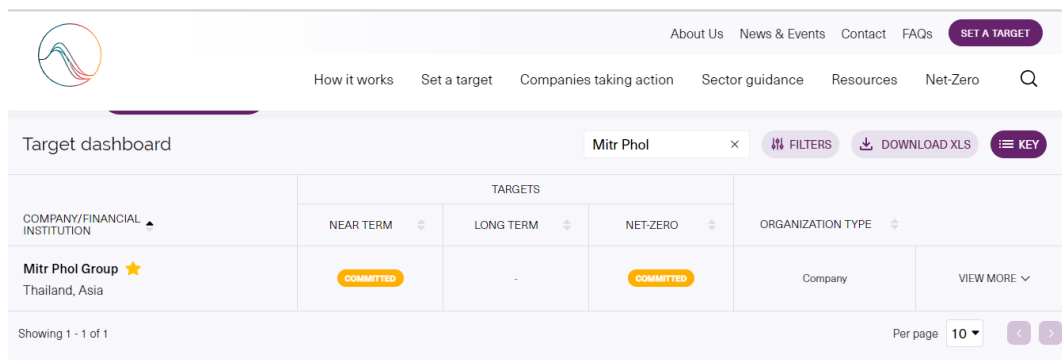 About Us News & Events Contact FAQs SET A TARGET
How it works Set a target Companies taking action Sector guidance Resources Net-Zero
Target dashboard Mitr Phol × FILTERS DOWNLOAD XLS KEY
TARGETS
COMPANY/FINANCIAL
INSTITUTION NEAR TERM LONG TERM NET-ZERO ORGANIZATION TYPE
Mitr Phol Group COMMITTED - COMMITTED Company VIEW MORE
Thailand, Asia
Showing 1 - 1 of 1 Per page 10